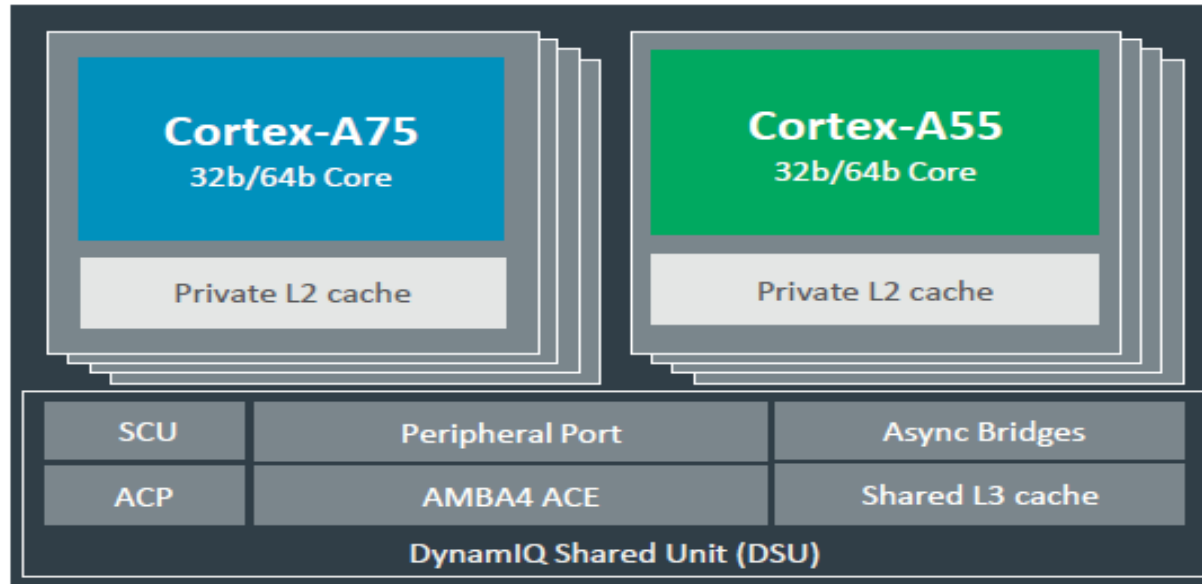 Cortex-A75
32b/64b Core
Private L2 cache
Cortex-A55
32b/64b Core
Private L2 cache
SCU
Peripheral Port
Async Bridges
ACP
AMBA4 ACE
Shared L3 cache
DynamIQ Shared Unit (DSU)